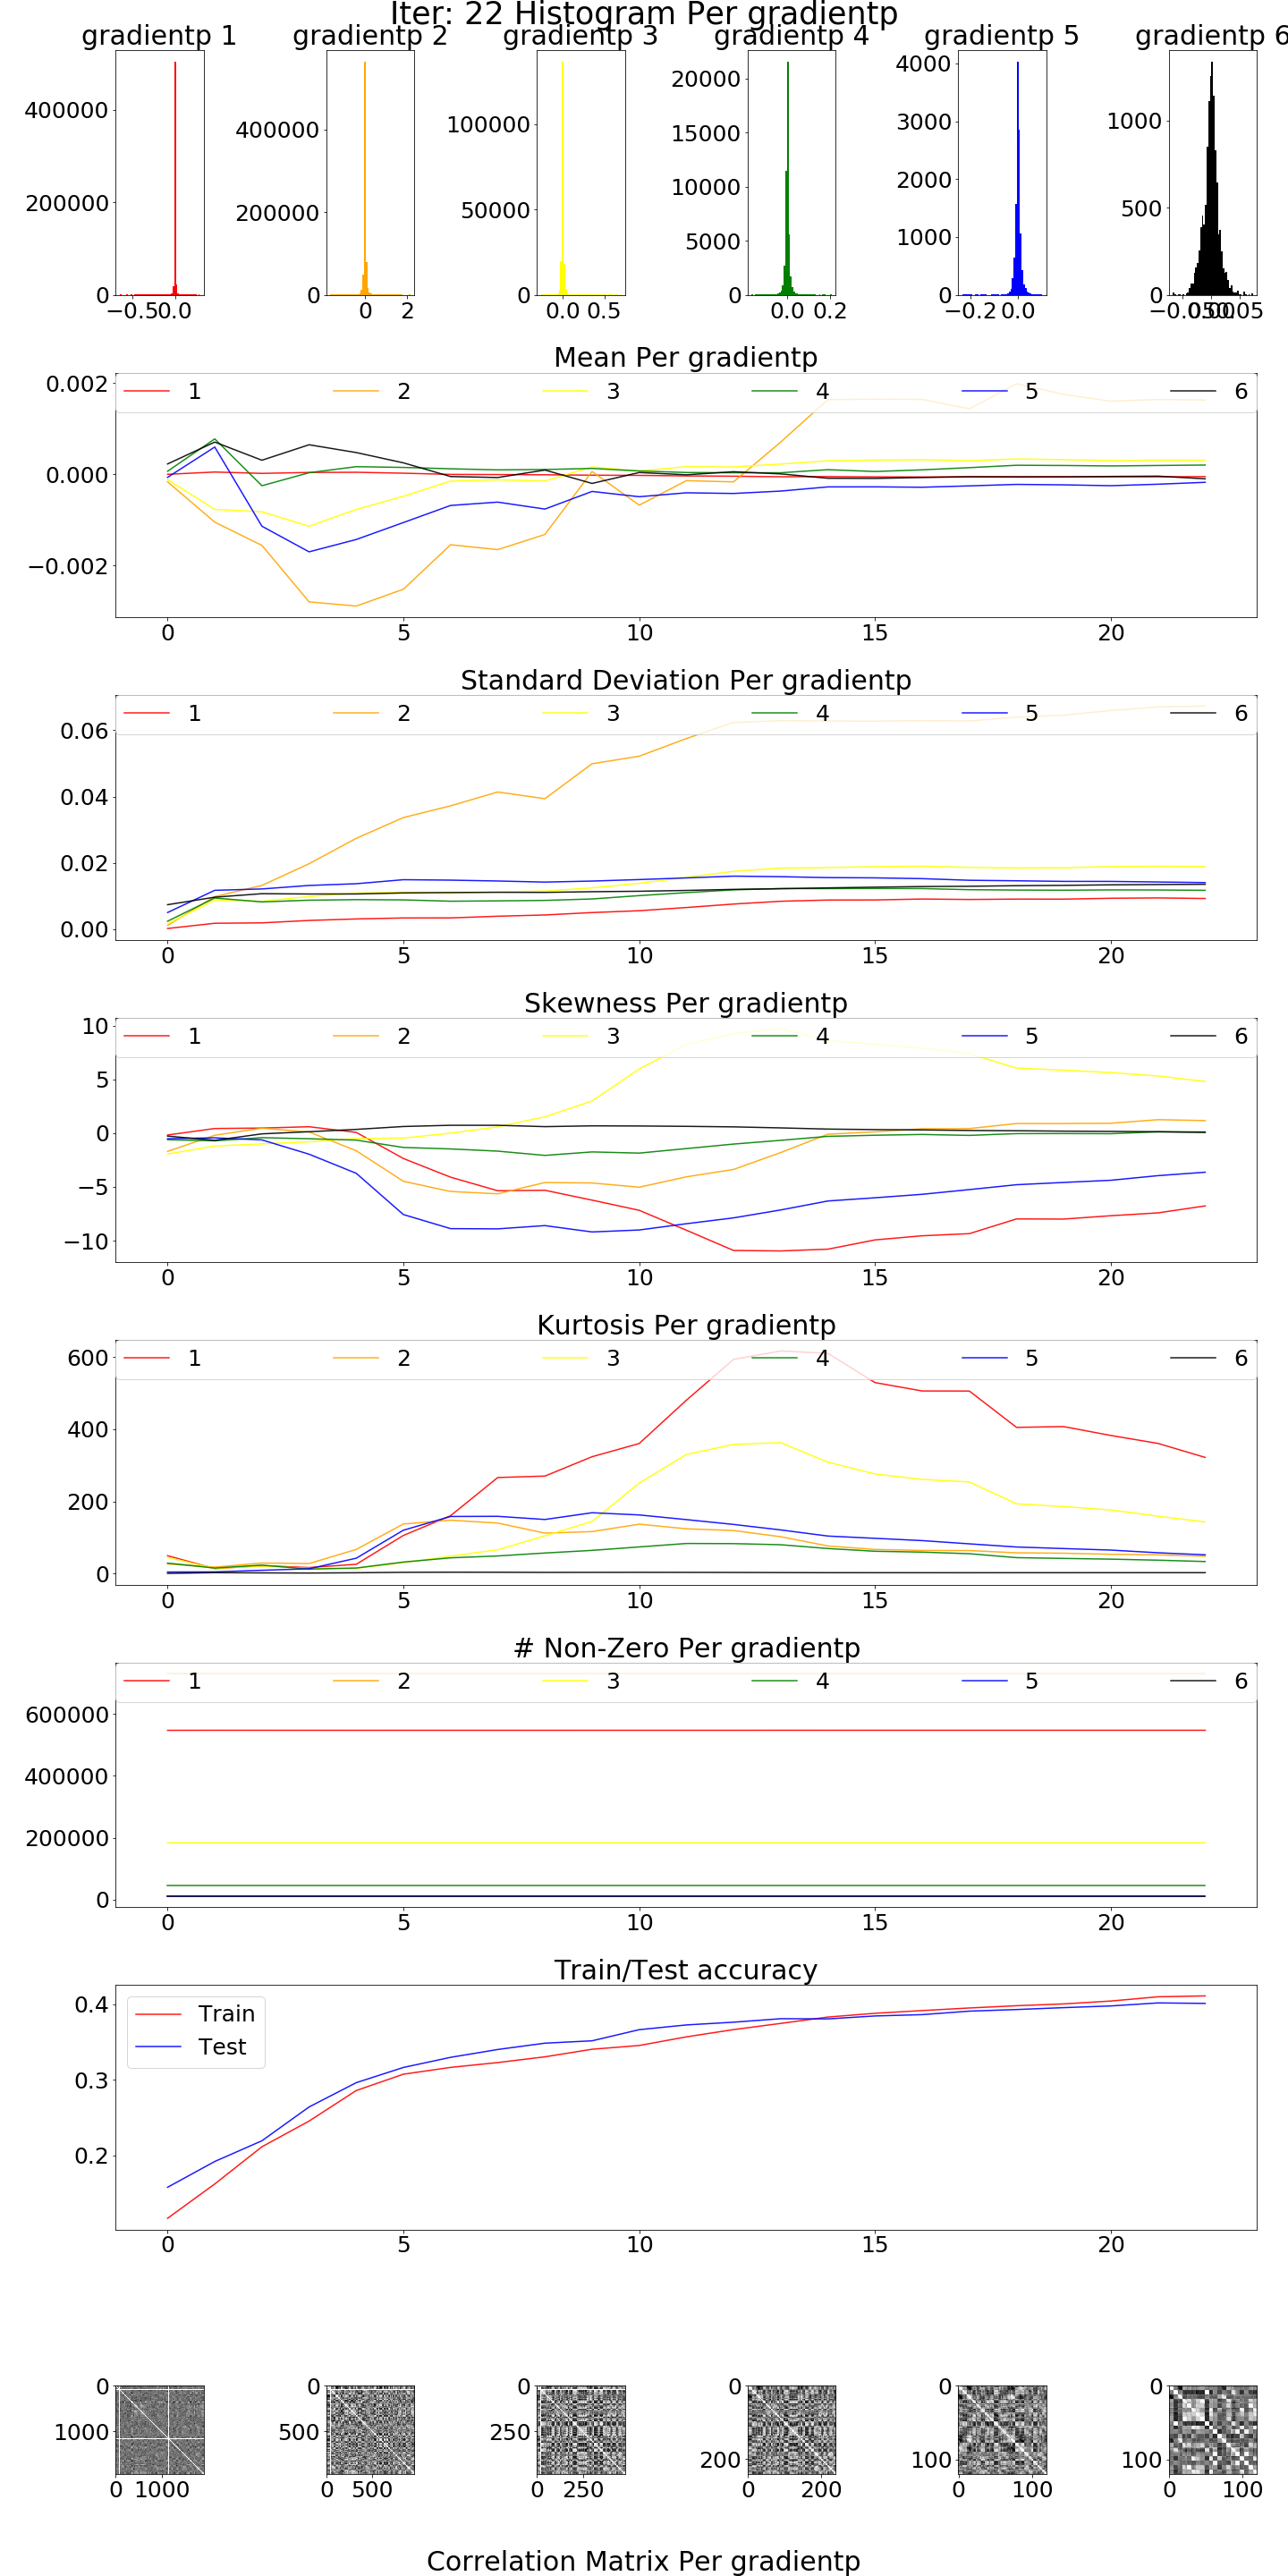 Iter: 22 Histogram Per gradientp
gradientp 1 gradientp 2 gradientp 3 gradientp 4 gradientp 5 gradientp 6
400000 200000 0 −0.5 0.0
400000 200000 0 0 2
100000 50000 0 0.0 0.5
20000 15000 10000 5000 0 0.0 0.2
4000 3000 2000 1000 0 −0.2 0.0
1000 500 0 −0.05 0.00 0.05
Mean Per gradientp
1 2 3 4 5 6
0.002
0.000
−0.002
0 5 10 15 20
Standard Deviation Per gradientp
1 2 3 4 5 6
0.06
0.04
0.02
0.00
0 5 10 15 20
Skewness Per gradientp
1 2 3 4 5 6
10
5
0
−5
−10
0 5 10 15 20
Kurtosis Per gradientp
1 2 3 4 5 6
600
400
200
0
0 5 10 15 20
# Non-Zero Per gradientp
1 2 3 4 5 6
600000
400000
200000
0
0 5 10 15 20
Train/Test accuracy
Train
Test
0.4
0.3
0.2
0 5 10 15 20
0 1000 0 1000
0 500 0 500
0 250 0 250
0 200 0 200
0 100 0 100
0 100 0 100
Correlation Matrix Per gradientp